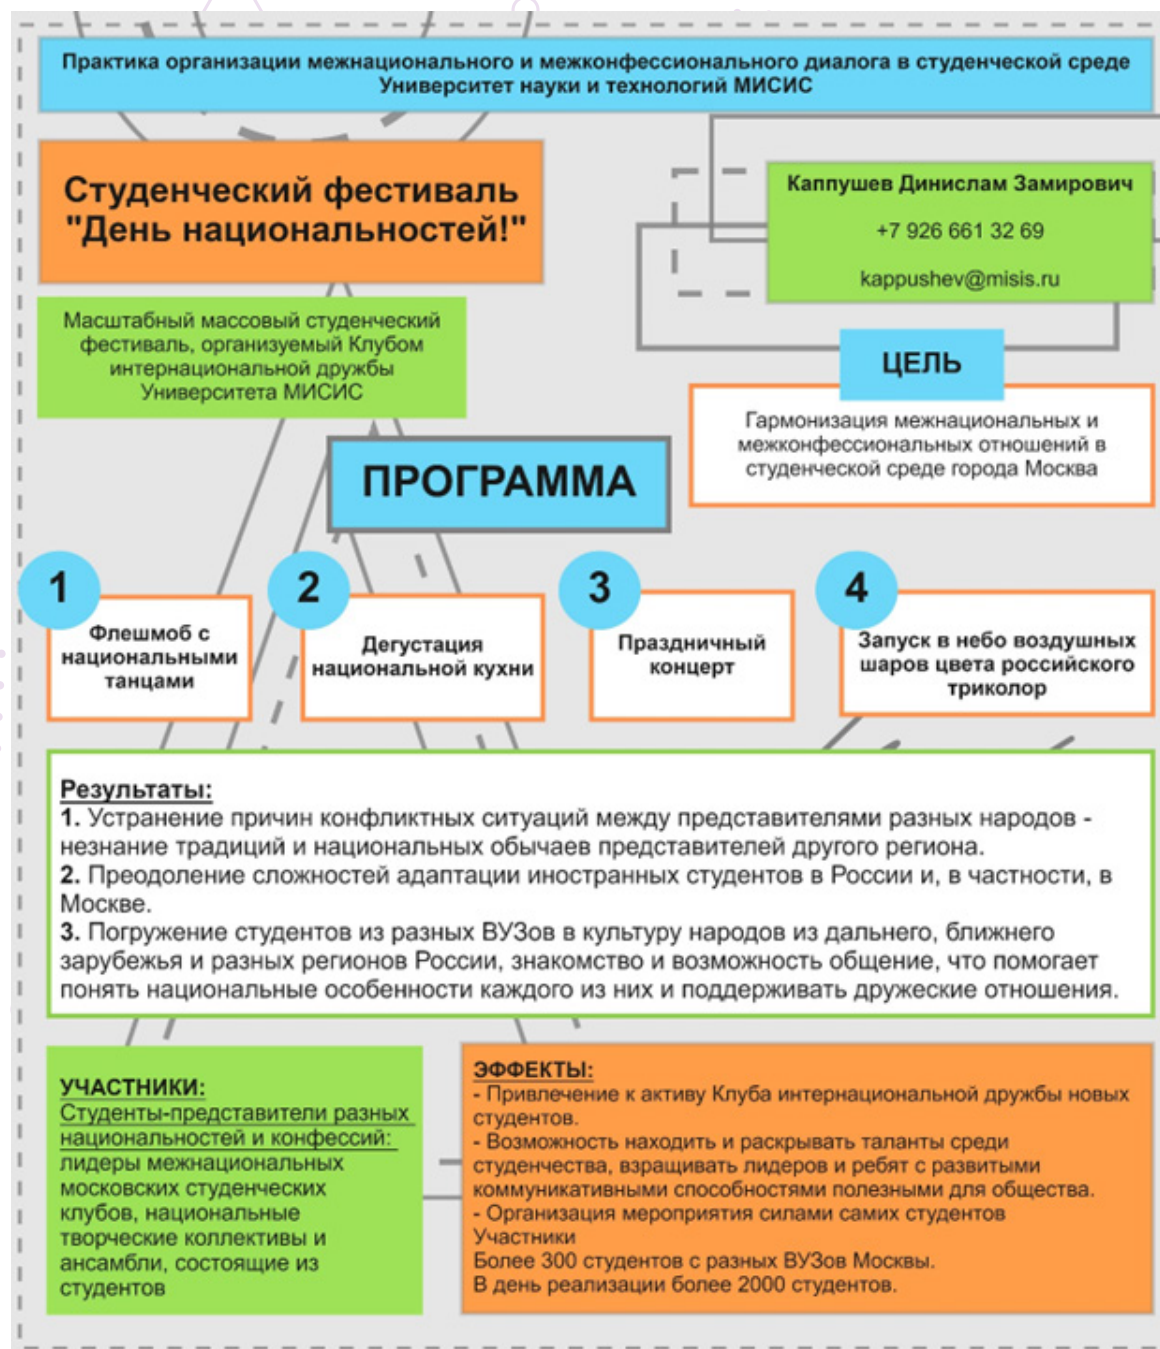 Практика организации межнационального и межконфессионального диалога в студенческой среде
Университет науки и технологий МИСИС
Студенческий фестиваль
"День национальностей!"
Каппушев Динислам Замирович
+7 926 661 32 69
kappushev@misis.ru
Масштабный массовый студенческий
фестиваль, организуемый Клубом
интернациональной дружбы
Университета МИСИС
ЦЕЛЬ
Гармонизация межнациональных и
межконфессиональных отношений в
студенческой среде города Москва
ПРОГРАММА
1
Флешмоб с
национальными
танцами
2
Дегустация
национальной кухни
3
Праздничный
концерт
4
Запуск в небо воздушных
шаров цвета российского
триколор
Результаты:
1. Устранение причин конфликтных ситуаций между представителями разных народов -
незнание традиций и национальных обычаев представителей другого региона.
2. Преодоление сложностей адаптации иностранных студентов в России и, в частности, в
Москве.
3. Погружение студентов из разных ВУЗов в культуру народов из дальнего, ближнего
зарубежья и разных регионов России, знакомство и возможность общение, что помогает
понять национальные особенности каждого из них и поддерживать дружеские отношения.
УЧАСТНИКИ:
Студенты-представители разных
национальностей и конфессий:
лидеры межнациональных
московских студенческих
клубов, национальные
творческие коллективы и
ансамбли, состоящие из
студентов
ЭФФЕКТЫ:
- Привлечение к активу Клуба интернациональной дружбы новых
студентов.
- Возможность находить и раскрывать таланты среди
студенчества, взращивать лидеров и ребят с развитыми
коммуникативными способностями полезными для общества.
- Организация мероприятия силами самих студентов
Участники
Более 300 студентов с разных ВУЗов Москвы.
В день реализации более 2000 студентов.